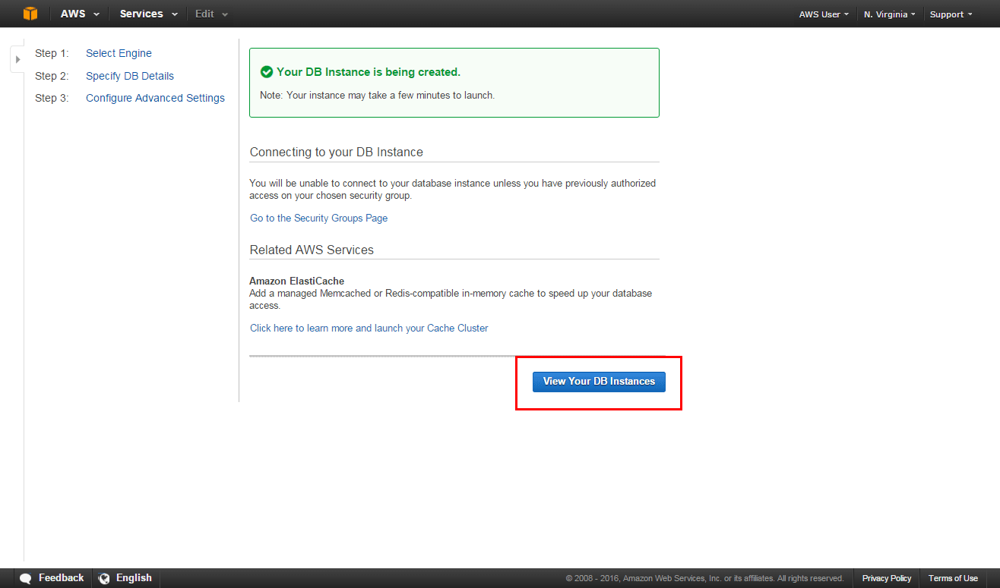 AWS Services Edit AWS User N. Virginia Support
Step 1: Select Engine
Step 2: Specify DB Details
Step 3: Configure Advanced Settings
Your DB Instance is being created.
Note: Your instance may take a few minutes to launch.
Connecting to your DB Instance
You will be unable to connect to your database instance unless you have previously authorized
access on your chosen security group.
Go to the Security Groups Page
Related AWS Services
Amazon ElastiCache
Add a managed Memcached or Redis-compatible in-memory cache to speed up your database
access.
Click here to learn more and launch your Cache Cluster
View Your DB Instances
Feedback English © 2008 - 2016, Amazon Web Services, Inc. or its affiliates. All rights reserved. Privacy Policy Terms of Use